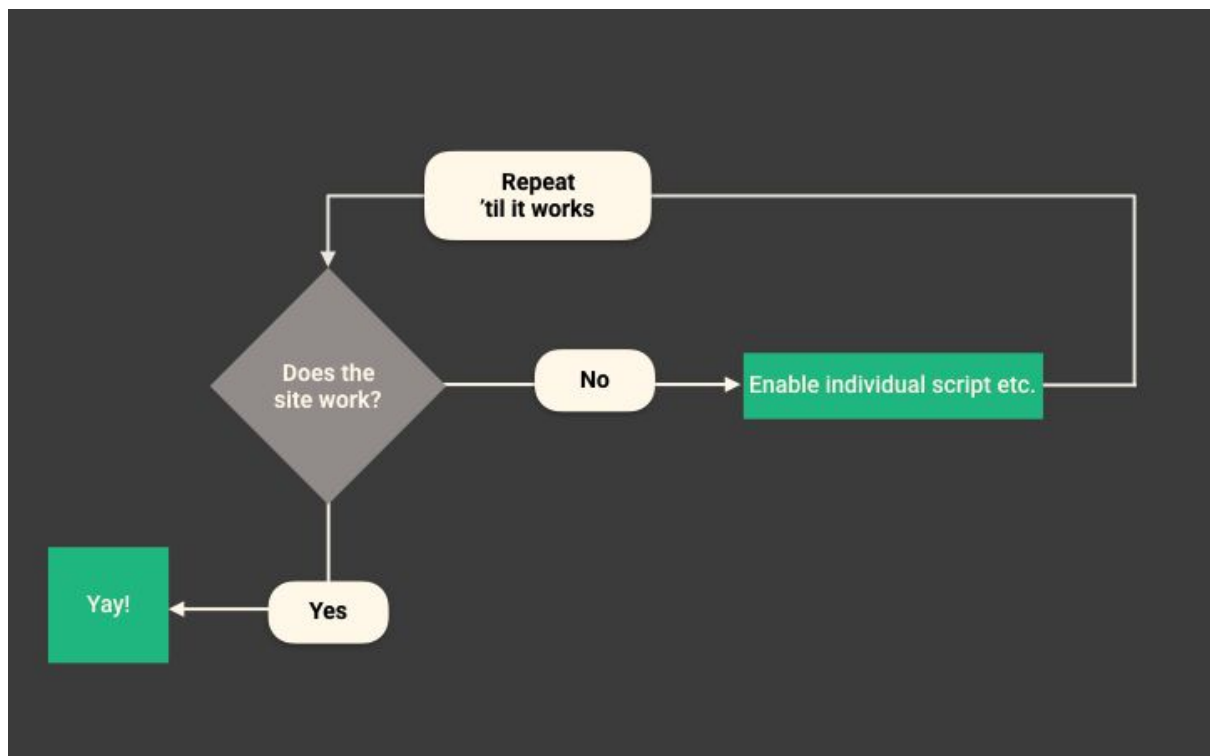 Repeat
’til it works
Does the
site work?
No
Enable individual script etc.
Yay!
Yes